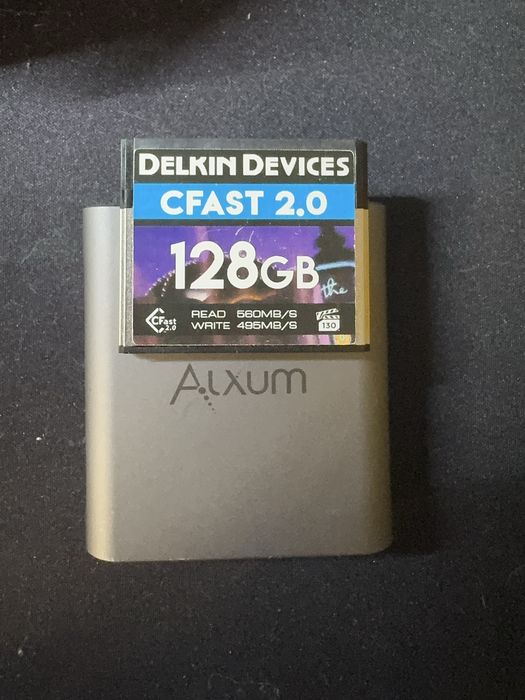 DELKIN DEVICES
CFAST 2.0
128GB
the
CFast 2.0
READ 560MB/S
WRITE 495MB/S
130
ALXUM